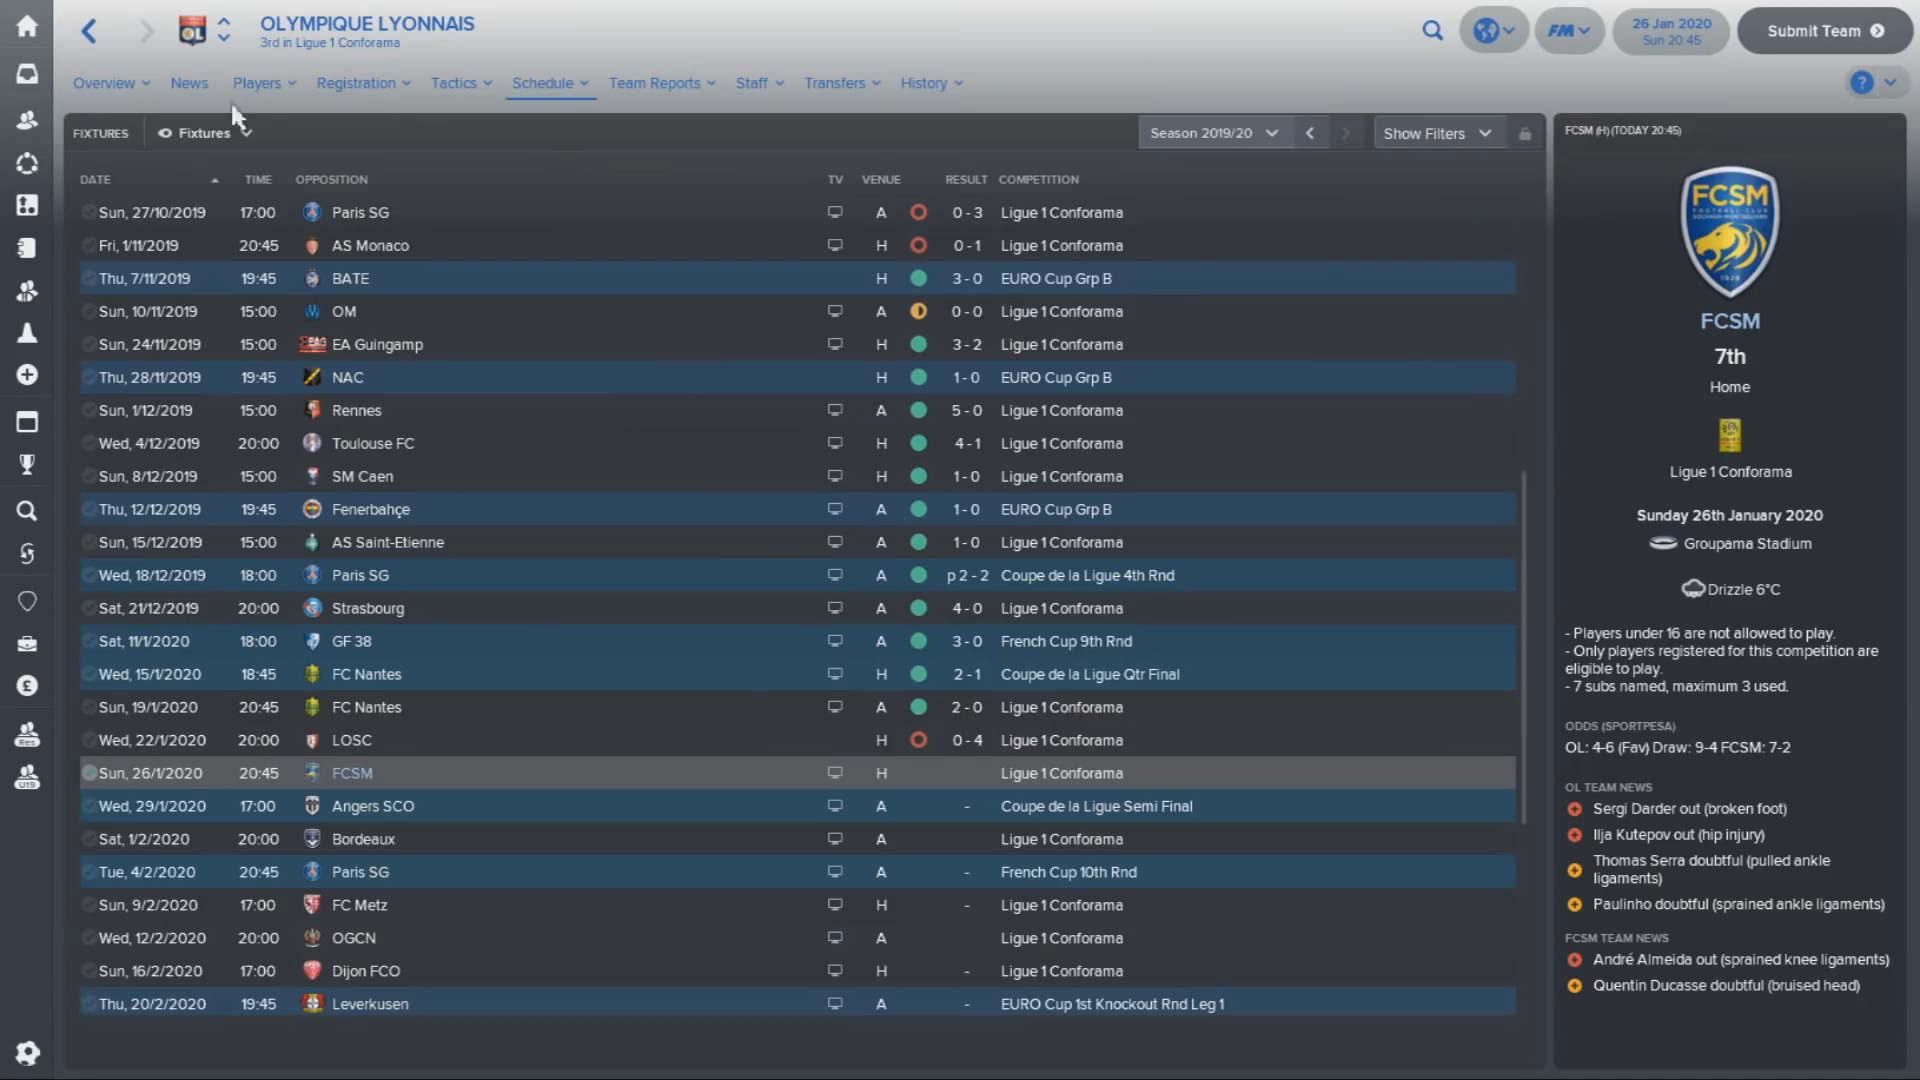 OLYMPIQUE LYONNAIS
3rd in Ligue 1 Conforama
26 Jan 2020
Sun 20:45
Submit Team
FM
OL
Overview News Players Registration Tactics Schedule Team Reports Staff Transfers History
?
FIXTURES Fixtures Season 2019/20 Show Filters
DATE TIME OPPOSITION TV VENUE RESULT COMPETITION
Sun, 27/10/2019 17:00 Paris SG A 0 - 3 Ligue 1 Conforama
Fri, 1/11/2019 20:45 AS Monaco H 0 - 1 Ligue 1 Conforama
Thu, 7/11/2019 19:45 BATE H 3 - 0 EURO Cup Grp B
Sun, 10/11/2019 15:00 OM A 0 - 0 Ligue 1 Conforama
Sun, 24/11/2019 15:00 EA Guingamp H 3 - 2 Ligue 1 Conforama
Thu, 28/11/2019 19:45 NAC H 1 - 0 EURO Cup Grp B
Sun, 1/12/2019 15:00 Rennes A 5 - 0 Ligue 1 Conforama
Wed, 4/12/2019 20:00 Toulouse FC H 4 - 1 Ligue 1 Conforama
Sun, 8/12/2019 15:00 SM Caen H 1 - 0 Ligue 1 Conforama
Thu, 12/12/2019 19:45 Fenerbahçe A 1 - 0 EURO Cup Grp B
Sun, 15/12/2019 15:00 AS Saint-Etienne A 1 - 0 Ligue 1 Conforama
Wed, 18/12/2019 18:00 Paris SG A p 2 - 2 Coupe de la Ligue 4th Rnd
Sat, 21/12/2019 20:00 Strasbourg A 4 - 0 Ligue 1 Conforama
Sat, 11/1/2020 18:00 GF 38 A 3 - 0 French Cup 9th Rnd
Wed, 15/1/2020 18:45 FC Nantes H 2 - 1 Coupe de la Ligue Qtr Final
Sun, 19/1/2020 20:45 FC Nantes A 2 - 0 Ligue 1 Conforama
Wed, 22/1/2020 20:00 LOSC H 0 - 4 Ligue 1 Conforama
Sun, 26/1/2020 20:45 FCSM H Ligue 1 Conforama
Wed, 29/1/2020 17:00 Angers SCO A - Coupe de la Ligue Semi Final
Sat, 1/2/2020 20:00 Bordeaux A Ligue 1 Conforama
Tue, 4/2/2020 20:45 Paris SG A - French Cup 10th Rnd
Sun, 9/2/2020 17:00 FC Metz H - Ligue 1 Conforama
Wed, 12/2/2020 20:00 OGCN A Ligue 1 Conforama
Sun, 16/2/2020 17:00 Dijon FCO H - Ligue 1 Conforama
Thu, 20/2/2020 19:45 Leverkusen A - EURO Cup 1st Knockout Rnd Leg 1
FCSM (H) (TODAY 20:45)
FCSM
1928
FCSM
7th
Home
Ligue 1 Conforama
Sunday 26th January 2020
Groupama Stadium
Drizzle 6°C
- Players under 16 are not allowed to play.
- Only players registered for this competition are
eligible to play.
- 7 subs named, maximum 3 used.
ODDS (SPORTPESA)
OL: 4-6 (Fav) Draw: 9-4 FCSM: 7-2
OL TEAM NEWS
Sergi Darder out (broken foot)
Ilja Kutepov out (hip injury)
Thomas Serra doubtful (pulled ankle
ligaments)
Paulinho doubtful (sprained ankle ligaments)
FCSM TEAM NEWS
André Almeida out (sprained knee ligaments)
Quentin Ducasse doubtful (bruised head)
Res
U19